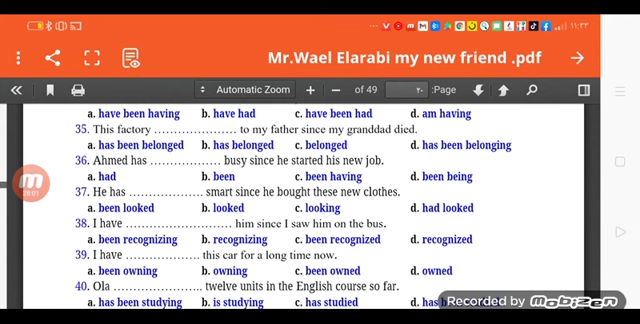 ١١:٣٣
Mr.Wael Elarabi my new friend .pdf
Automatic Zoom + − of 49 ٢٠ :Page
a. have been having b. have had c. have been had d. am having
35. This factory ........................ to my father since my granddad died.
a. has been belonged b. has belonged c. belonged d. has been belonging
36. Ahmed has ..................... busy since he started his new job.
a. had b. been c. been having d. been being
37. He has ..................... smart since he bought these new clothes.
a. been looked b. looked c. looking d. had looked
38. I have .............................. him since I saw him on the bus.
a. been recognizing b. recognizing c. been recognized d. recognized
39. I have ..................... this car for a long time now.
a. been owning b. owning c. been owned d. owned
40. Ola .............................. twelve units in the English course so far.
a. has been studying b. is studying c. has studied d. has
Recorded by Mobizen